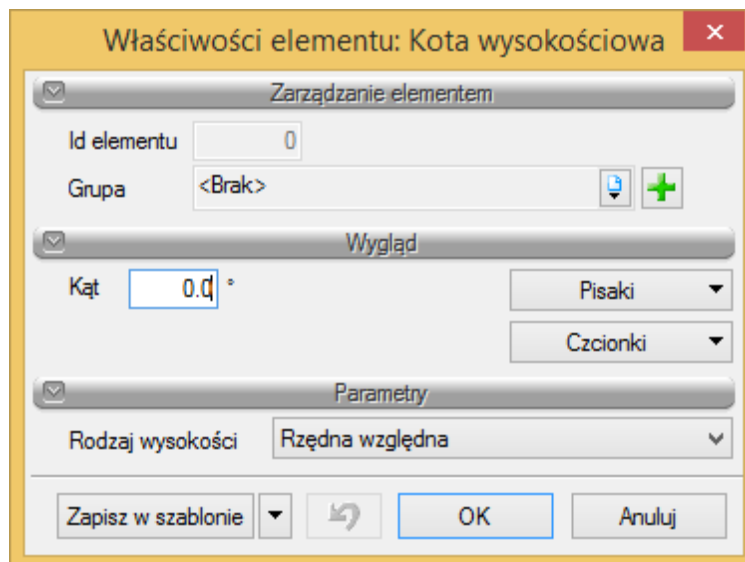 Właściwości elementu: Kota wysokościowa
Zarządzanie elementem
Id elementu 0
Grupa <Brak>
Wygląd
Kąt 0.0 °
Pisaki
Czcionki
Parametry
Rodzaj wysokości Rzędna względna
Zapisz w szablonie OK Anuluj